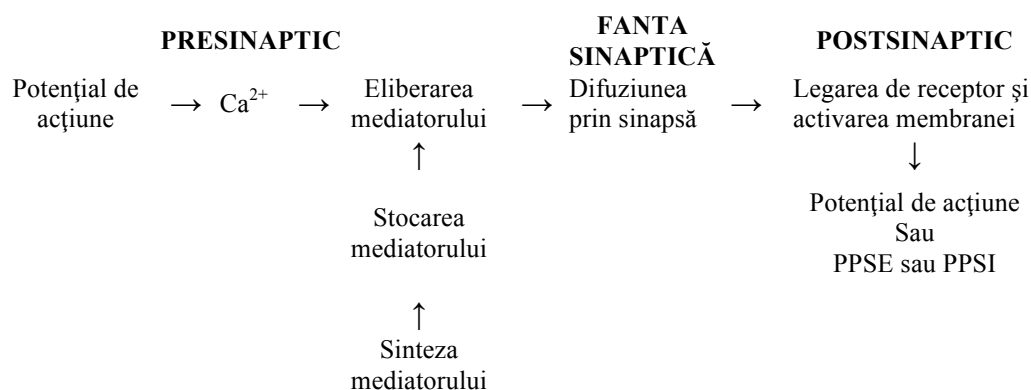 PRESINAPTIC
FANTA
SINAPTICĂ
POSTSINAPTIC
Potenţial de
acţiune
→ Ca²⁺ →
Eliberarea
mediatorului
→
Difuziunea
prin sinapsă
→
Legarea de receptor şi
activarea membranei
↑
↓
Stocarea
mediatorului
Potenţial de acţiune
Sau
PPSE sau PPSI
↑
Sinteza
mediatorului